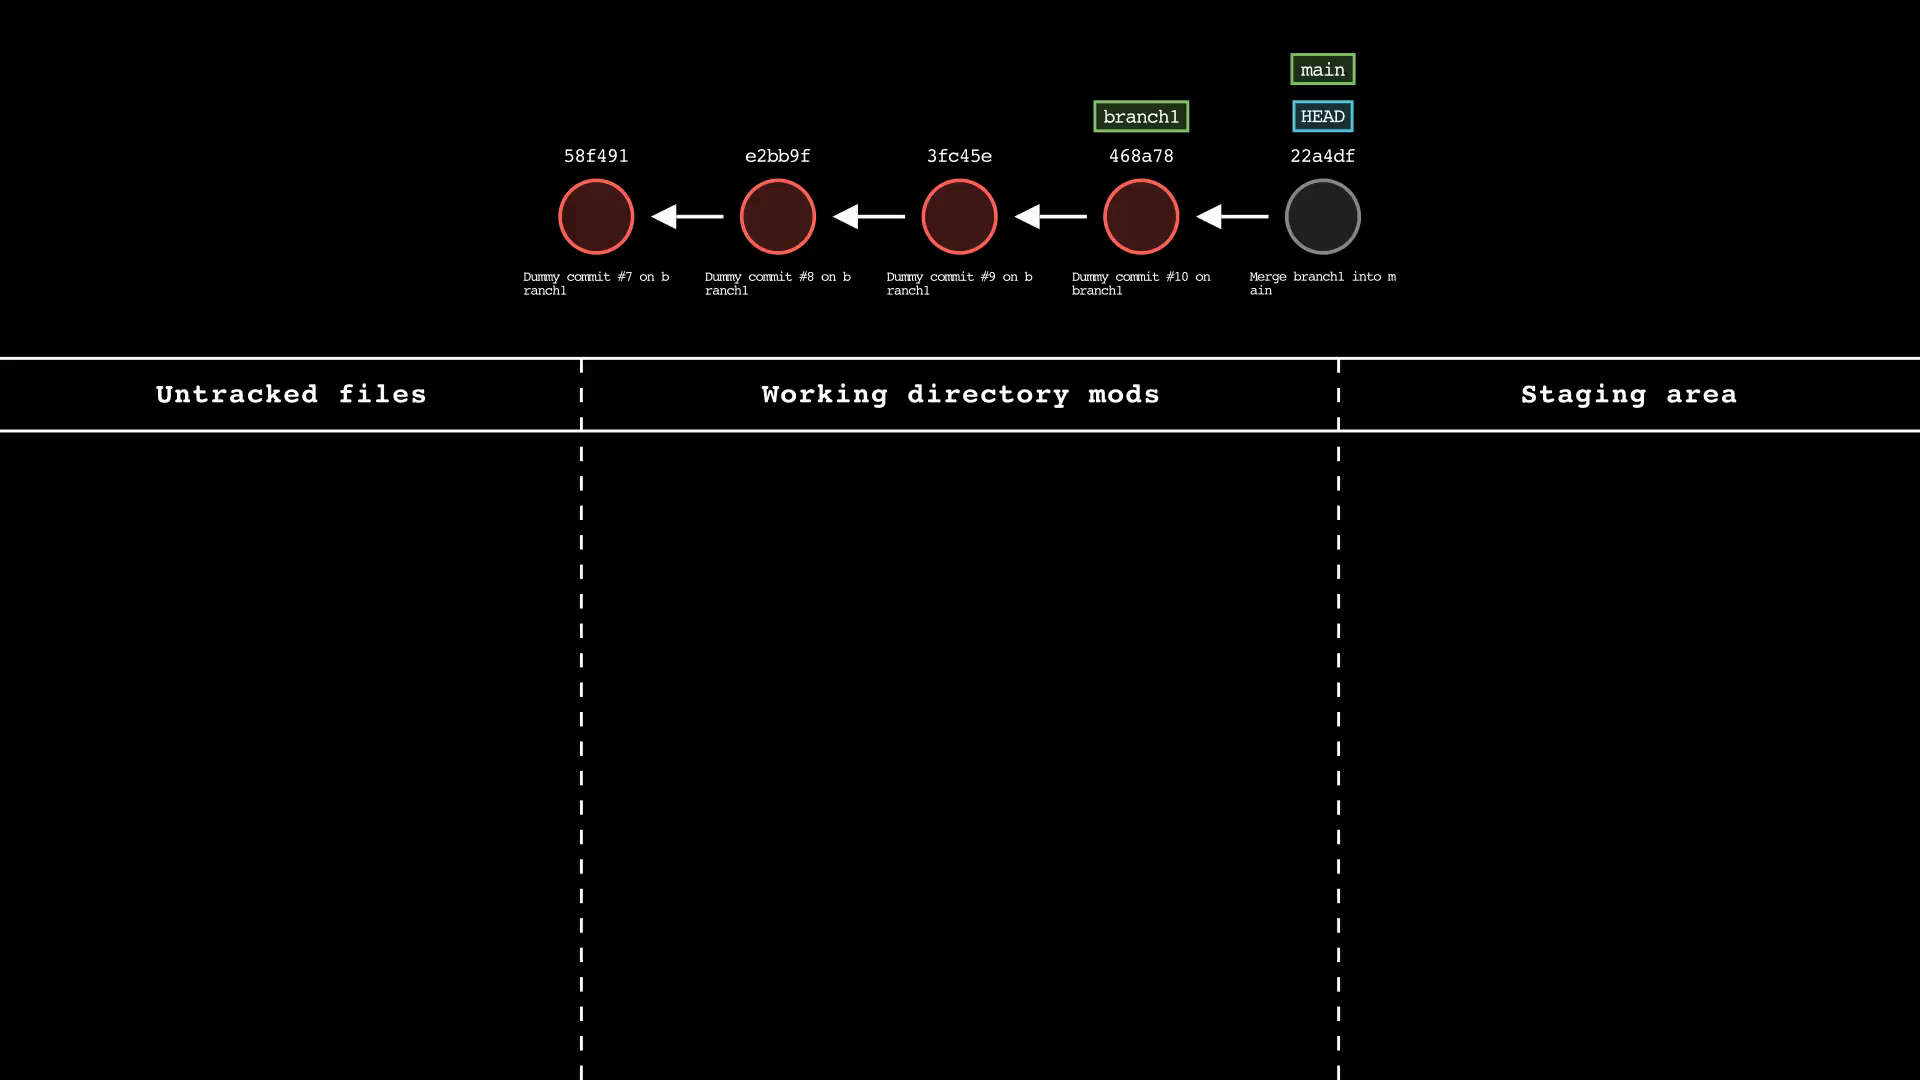 main
branch1
HEAD
58f491
e2bb9f
3fc45e
468a78
22a4df
Dummy commit #7 on b
ranch1
Dummy commit #8 on b
ranch1
Dummy commit #9 on b
ranch1
Dummy commit #10 on
branch1
Merge branch1 into m
ain
Untracked files
Working directory mods
Staging area